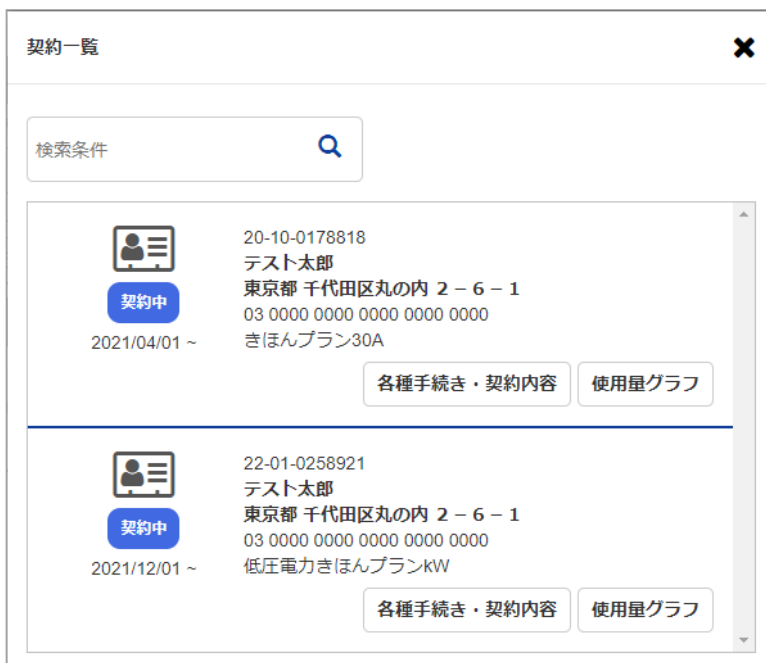 契約一覧
検索条件
20-10-0178818
テスト太郎
東京都 千代田区丸の内 ２－６－１
契約中
03 0000 0000 0000 0000 0000
2021/04/01 ~
きほんプラン30A
各種手続き・契約内容
使用量グラフ
22-01-0258921
テスト太郎
東京都 千代田区丸の内 ２－６－１
契約中
03 0000 0000 0000 0000 0000
2021/12/01 ~
低圧電力きほんプランkW
各種手続き・契約内容
使用量グラフ